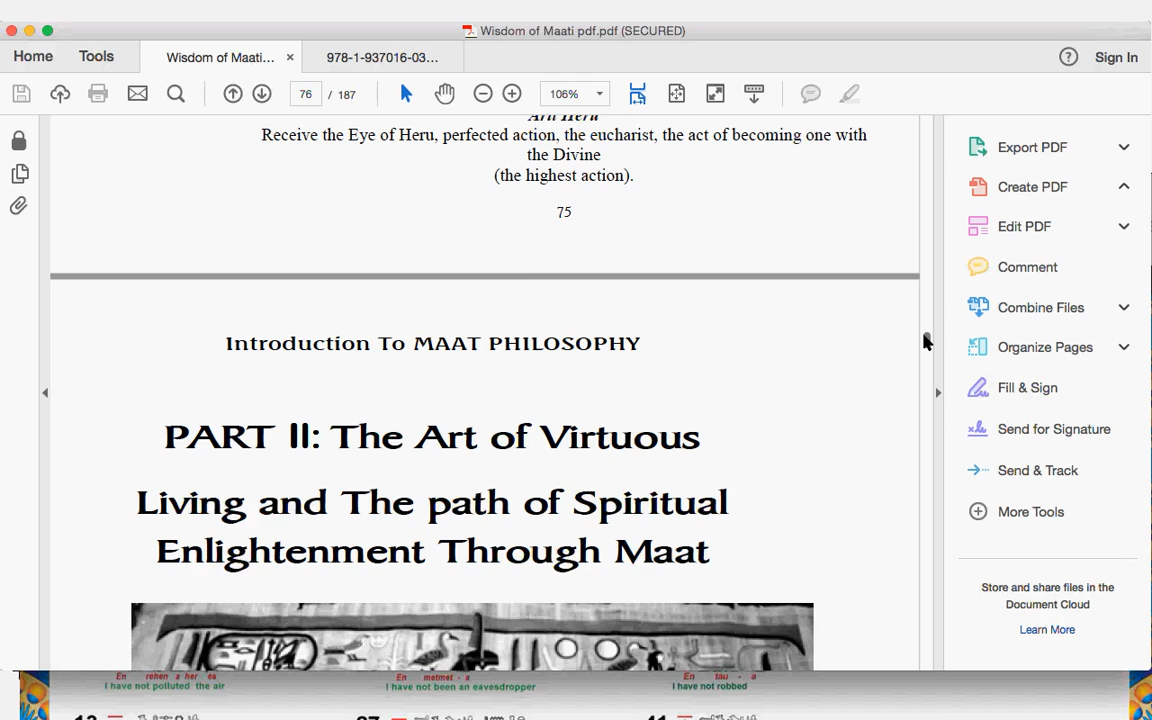 Wisdom of Maati pdf.pdf (SECURED)
Home
Tools
Wisdom of Maati... ×
978-1-937016-03...
? Sign In
76 / 187
106%
Arit Heru
Receive the Eye of Heru, perfected action, the eucharist, the act of becoming one with
the Divine
(the highest action).
75
Introduction To MAAT PHILOSOPHY
PART II: The Art of Virtuous
Living and The path of Spiritual
Enlightenment Through Maat
Export PDF
Create PDF
Edit PDF
Comment
Combine Files
Organize Pages
Fill & Sign
Send for Signature
Send & Track
More Tools
Store and share files in the
Document Cloud
Learn More
En rehen a her es
I have not polluted the air
En metmet - a
I have not been an eavesdropper
En tau - a
I have not robbed